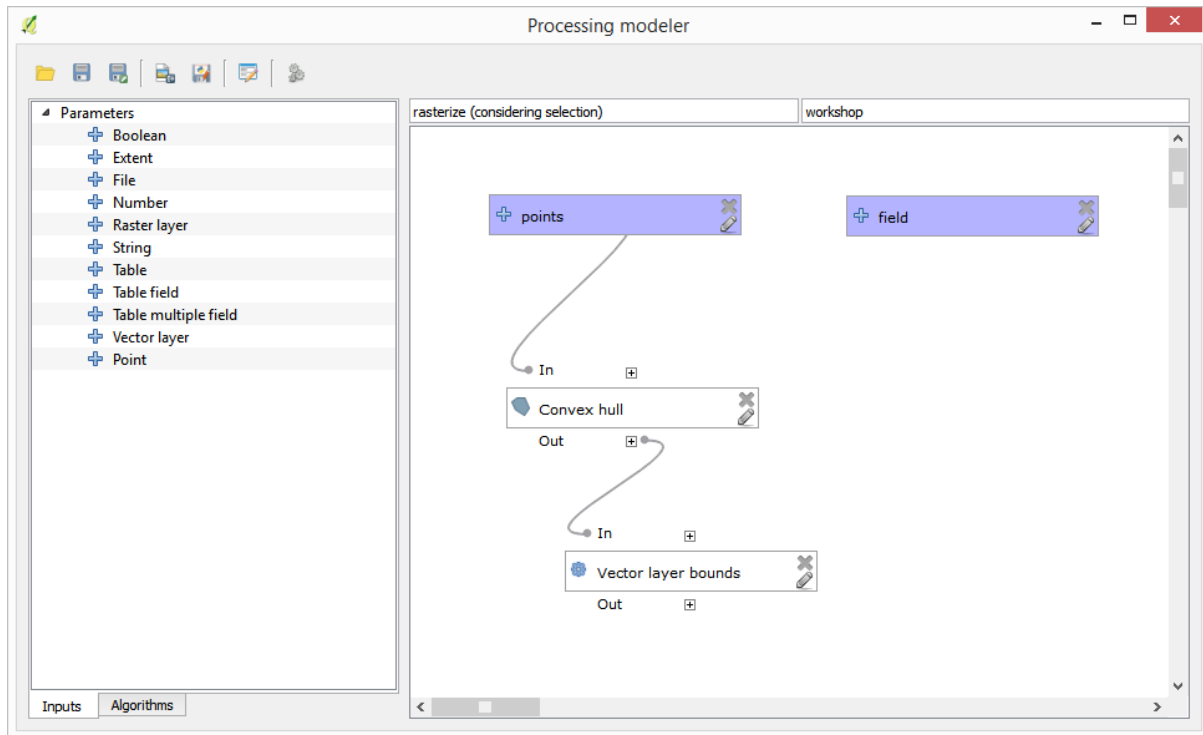 Processing modeler
Parameters
Boolean
Extent
File
Number
Raster layer
String
Table
Table field
Table multiple field
Vector layer
Point
Inputs
Algorithms
rasterize (considering selection)
workshop
points
field
In
Convex hull
Out
In
Vector layer bounds
Out